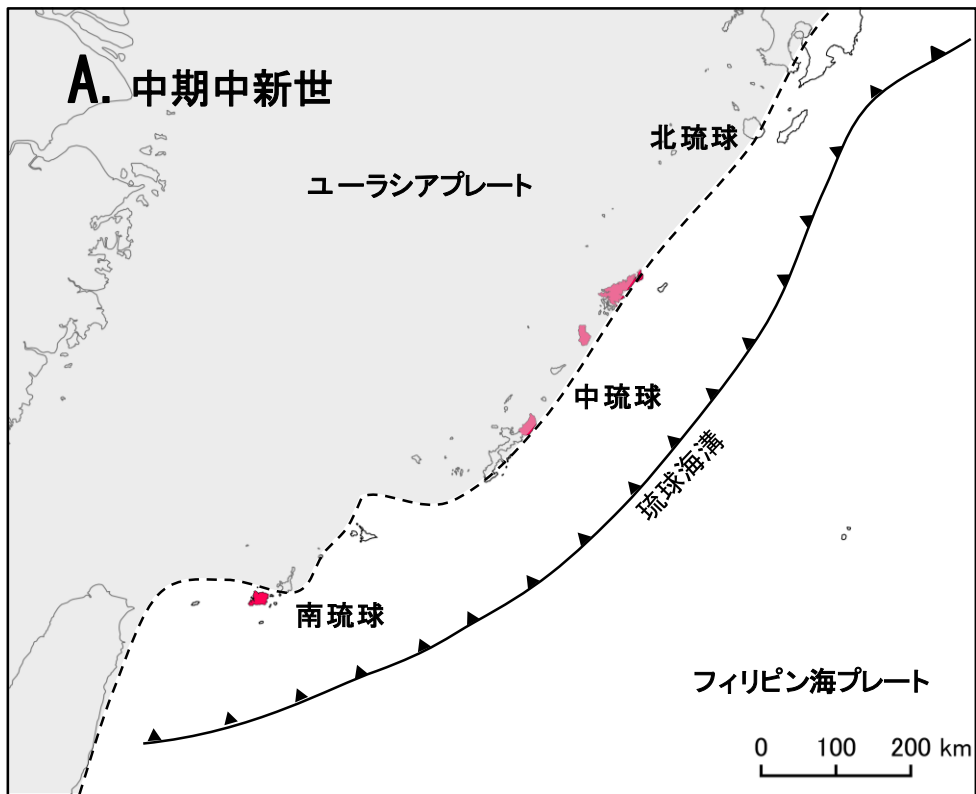 A. 中期中新世
北琉球
ユーラシアプレート
中琉球
琉球海溝
南琉球
フィリピン海プレート
0 100 200 km